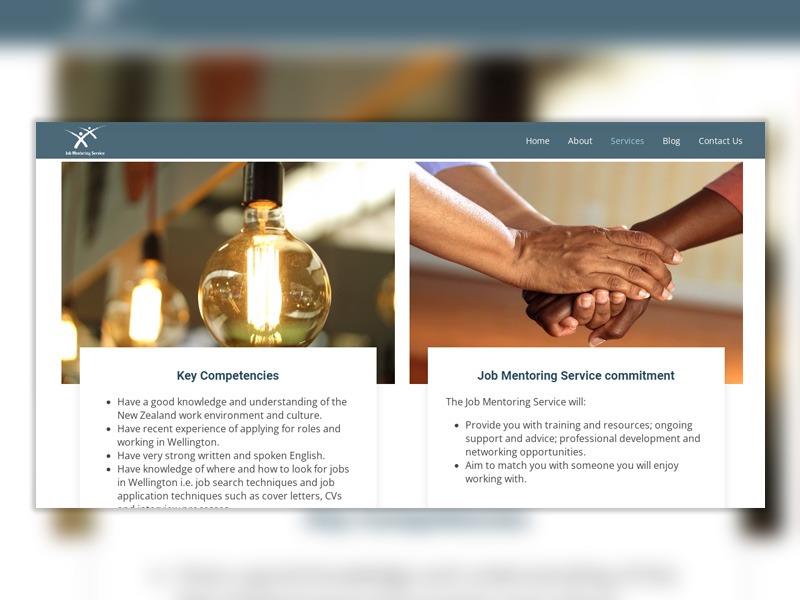 Job Mentoring Service
Home About Services Blog Contact Us
Key Competencies
Have a good knowledge and understanding of the
New Zealand work environment and culture.
Have recent experience of applying for roles and
working in Wellington.
Have very strong written and spoken English.
Have knowledge of where and how to look for jobs
in Wellington i.e. job search techniques and job
application techniques such as cover letters, CVs
Job Mentoring Service commitment
The Job Mentoring Service will:
Provide you with training and resources; ongoing
support and advice; professional development and
networking opportunities.
Aim to match you with someone you will enjoy
working with.